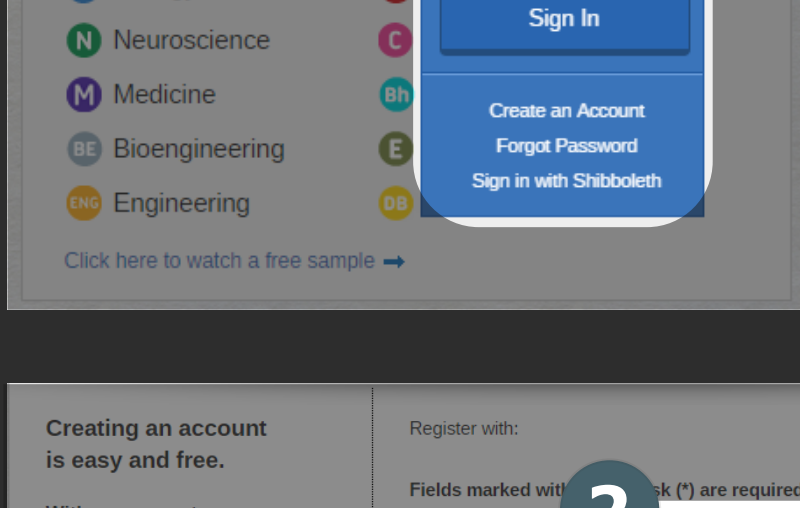 Sign In
N Neuroscience C
M Medicine Bh
BE Bioengineering E
ENG Engineering DB
Create an Account
Forgot Password
Sign in with Shibboleth
Click here to watch a free sample
Creating an account
is easy and free.
Register with:
Fields marked (*) are required